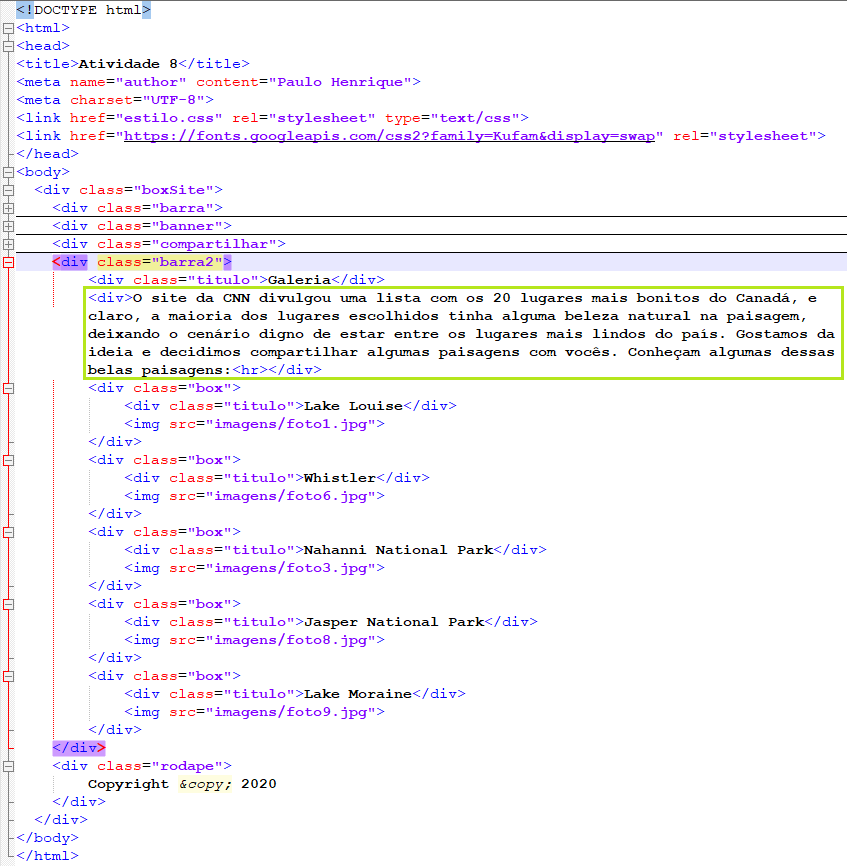 <!DOCTYPE html>
<html>
<head>
<title>Atividade 8</title>
<meta name="author" content="Paulo Henrique">
<meta charset="UTF-8">
<link href="estilo.css" rel="stylesheet" type="text/css">
<link href="https://fonts.googleapis.com/css2?family=Kufam&display=swap" rel="stylesheet">
</head>
<body>
<div class="boxSite">
<div class="barra">
<div class="banner">
<div class="compartilhar">
<div class="barra2">
<div class="titulo">Galeria</div>
<div>O site da CNN divulgou uma lista com os 20 lugares mais bonitos do Canadá, e
claro, a maioria dos lugares escolhidos tinha alguma beleza natural na paisagem,
deixando o cenário digno de estar entre os lugares mais lindos do país. Gostamos da
ideia e decidimos compartilhar algumas paisagens com vocês. Conheçam algumas dessas
belas paisagens:<hr></div>
<div class="box">
<div class="titulo">Lake Louise</div>
<img src="imagens/foto1.jpg">
</div>
<div class="box">
<div class="titulo">Whistler</div>
<img src="imagens/foto6.jpg">
</div>
<div class="box">
<div class="titulo">Nahanni National Park</div>
<img src="imagens/foto3.jpg">
</div>
<div class="box">
<div class="titulo">Jasper National Park</div>
<img src="imagens/foto8.jpg">
</div>
<div class="box">
<div class="titulo">Lake Moraine</div>
<img src="imagens/foto9.jpg">
</div>
</div>
<div class="rodape">
Copyright &copy; 2020
</div>
</div>
</body>
</html>